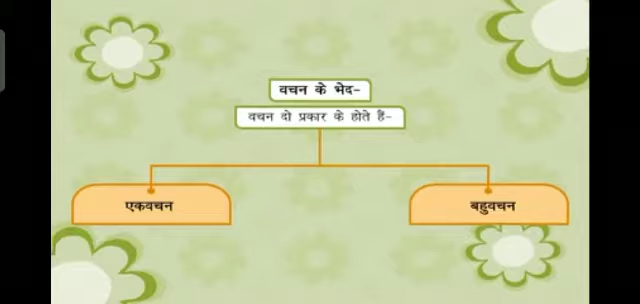 वचन के भेद-
वचन दो प्रकार के होते हैं-
एकवचन
बहुवचन